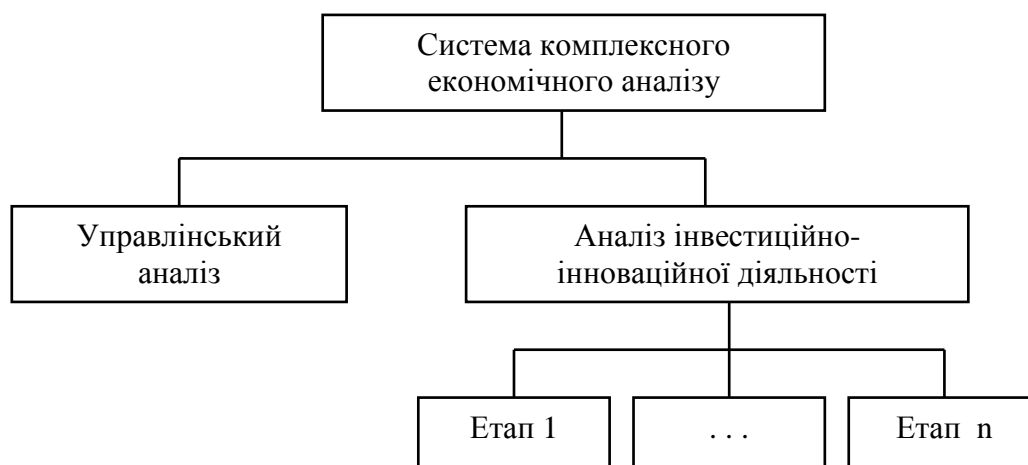 Система комплексного
економічного аналізу
Управлінський
аналіз
Аналіз інвестиційно-
інноваційної діяльності
Етап 1
. . .
Етап n